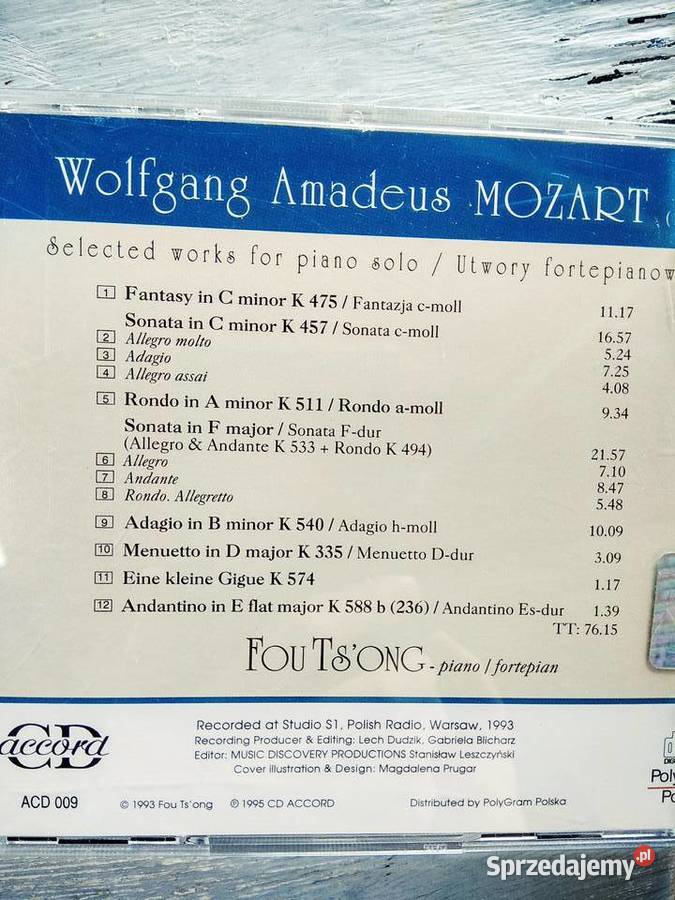 Wolfgang Amadeus MOZART (
Selected works for piano solo / Utwory fortepianow
1 Fantasy in C minor K 475 / Fantazja c-moll 11.17
Sonata in C minor K 457 / Sonata c-moll 16.57
2 Allegro molto 5.24
3 Adagio 7.25
4 Allegro assai 4.08
5 Rondo in A minor K 511 / Rondo a-moll 9.34
Sonata in F major / Sonata F-dur
(Allegro & Andante K 533 + Rondo K 494) 21.57
6 Allegro 7.10
7 Andante 8.47
8 Rondo. Allegretto 5.48
9 Adagio in B minor K 540 / Adagio h-moll 10.09
10 Menuetto in D major K 335 / Menuetto D-dur 3.09
11 Eine kleine Gigue K 574 1.17
12 Andantino in E flat major K 588 b (236) / Andantino Es-dur 1.39
TT: 76.15
FOU TS'ONG - piano / fortepian
CD accord
Recorded at Studio S1, Polish Radio, Warsaw, 1993
Recording Producer & Editing: Lech Dudzik, Gabriela Blicharz
Editor: MUSIC DISCOVERY PRODUCTIONS Stanisław Leszczyński
Cover illustration & Design: Magdalena Prugar
ACD 009 © 1993 Fou Ts'ong ℗ 1995 CD ACCORD Distributed by PolyGram Polska
Poly
Po
Sprzedajemy.pl